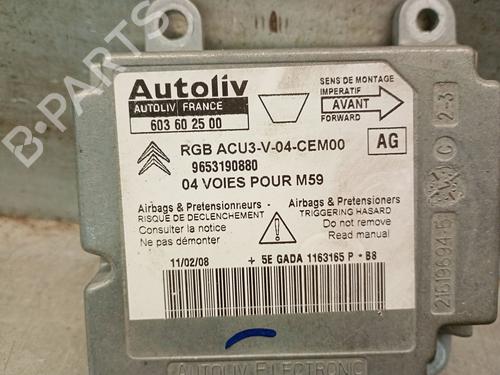 B-PARTS
Autoliv
AUTOLIV FRANCE
603 60 25 00
SENS DE MONTAGE
IMPERATIF
AVANT
FORWARD
AG
RGB ACU3-V-04-CEM00
9653190880
04 VOIES POUR M59
Airbags & Pretensionneurs -
RISQUE DE DECLENCHEMENT
Consulter la notice
Ne pas démonter
Airbags & Pretensioners
TRIGGERING HASARD
Do not remove
Read manual
11/02/08
+ 5E GADA 1163165 P - B8
2-3
AUTOLIV ELECTRONIC